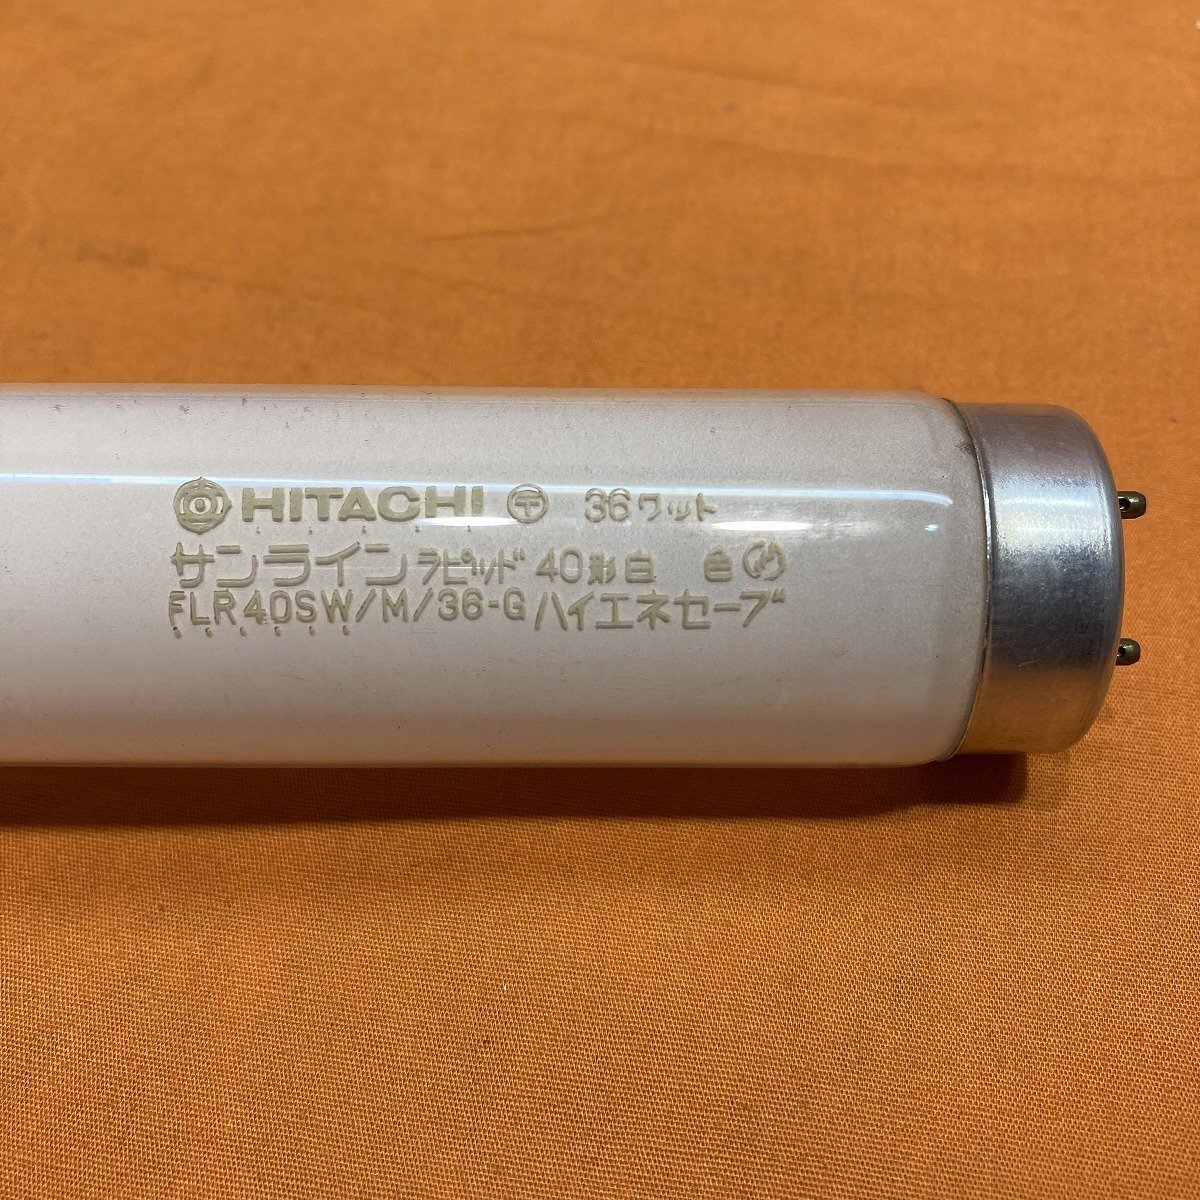 HITACHI 〒 36ワット
サンライン ラピッド 40形 白 色
FLR40SW/M/36-G ハイエネセーブ